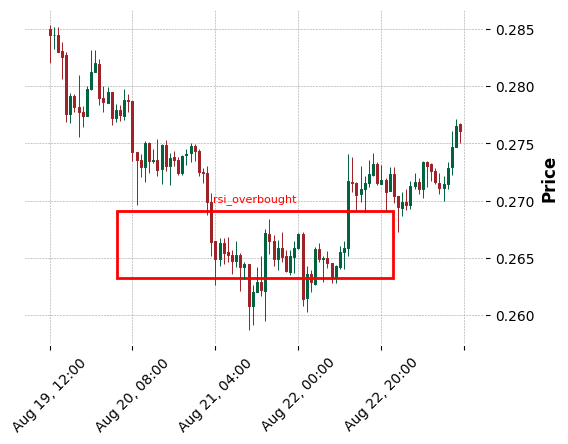 0.285
0.280
0.275
0.270
0.265
0.260
Price
rsi_overbought
Aug 19, 12:00
Aug 20, 08:00
Aug 21, 04:00
Aug 22, 00:00
Aug 22, 20:00